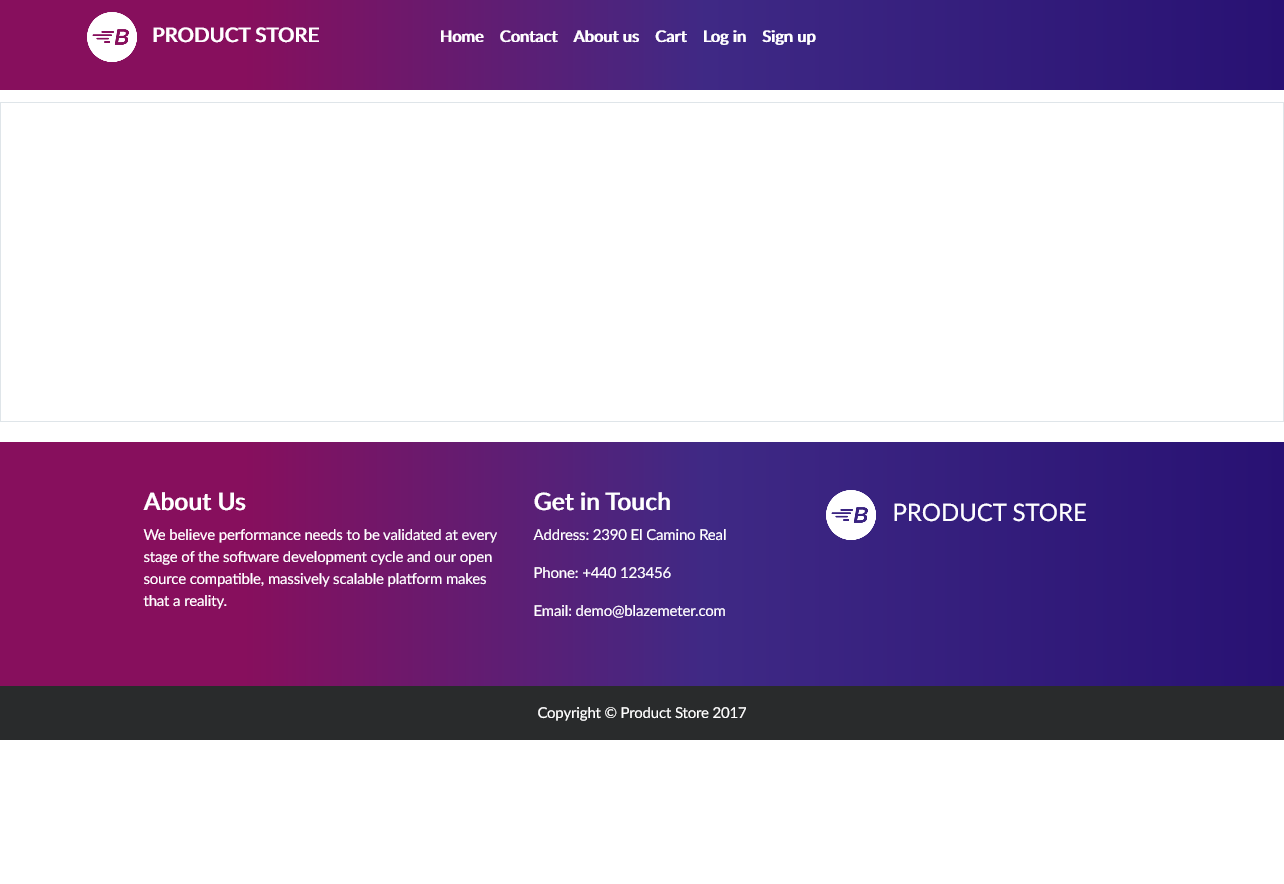 B PRODUCT STORE Home Contact About us Cart Log in Sign up
About Us
We believe performance needs to be validated at every
stage of the software development cycle and our open
source compatible, massively scalable platform makes
that a reality.
Get in Touch
Address: 2390 El Camino Real
Phone: +440 123456
Email: demo@blazemeter.com
B PRODUCT STORE
Copyright © Product Store 2017